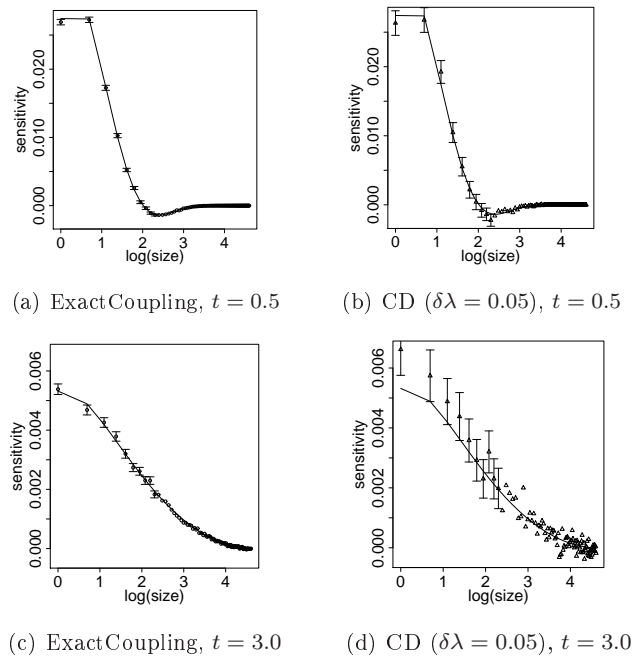 sensitivity
0.000 0.010 0.020
0 1 2 3 4
log(size)
sensitivity
0.000 0.010 0.020
0 1 2 3 4
log(size)
(a) ExactCoupling, t = 0.5
(b) CD (δλ = 0.05), t = 0.5
sensitivity
0.000 0.002 0.004 0.006
0 1 2 3 4
log(size)
sensitivity
0.000 0.002 0.004 0.006
0 1 2 3 4
log(size)
(c) ExactCoupling, t = 3.0
(d) CD (δλ = 0.05), t = 3.0